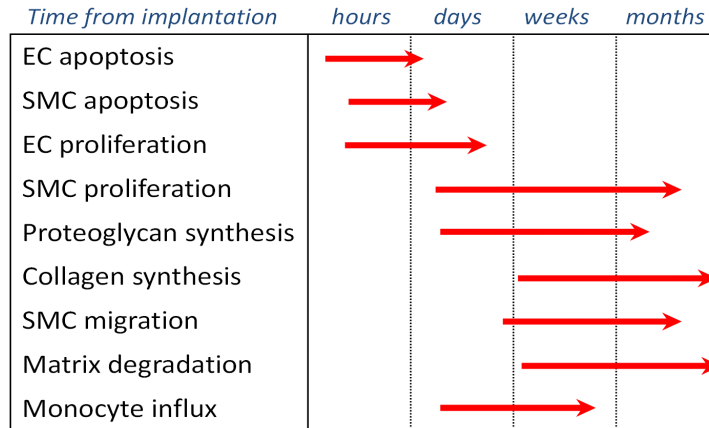 Time from implantation hours days weeks months
EC apoptosis
SMC apoptosis
EC proliferation
SMC proliferation
Proteoglycan synthesis
Collagen synthesis
SMC migration
Matrix degradation
Monocyte influx